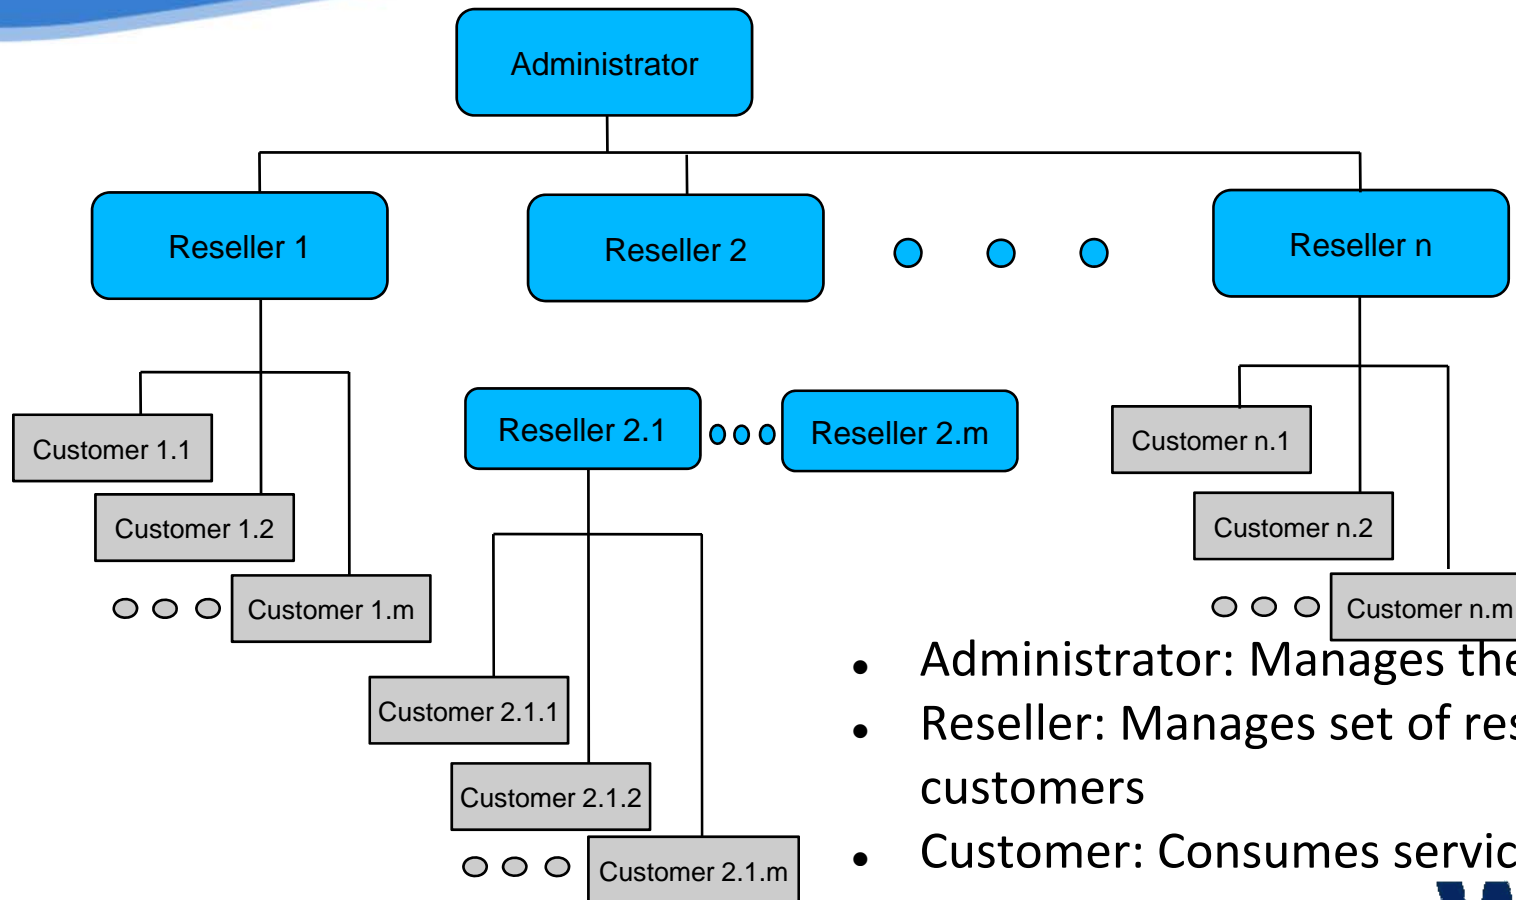 Administrator
Reseller 1
Reseller 2
Reseller n
Reseller 2.1
Reseller 2.m
Customer 1.1
Customer n.1
Customer 1.2
Customer n.2
Customer 1.m
Customer n.m
Customer 2.1.1
Customer 2.1.2
Customer 2.1.m
• Administrator: Manages the
• Reseller: Manages set of
customers
• Customer: Consumes